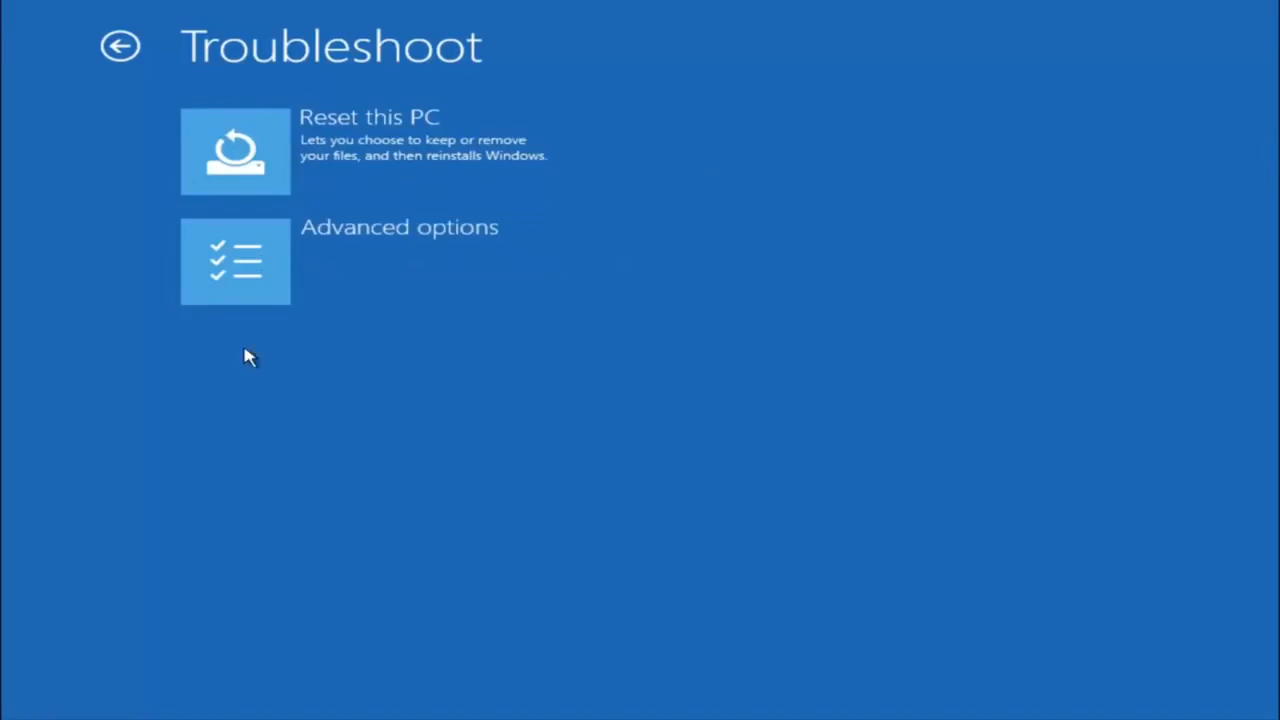 Troubleshoot
Reset this PC
Lets you choose to keep or remove
your files, and then reinstalls Windows.
Advanced options